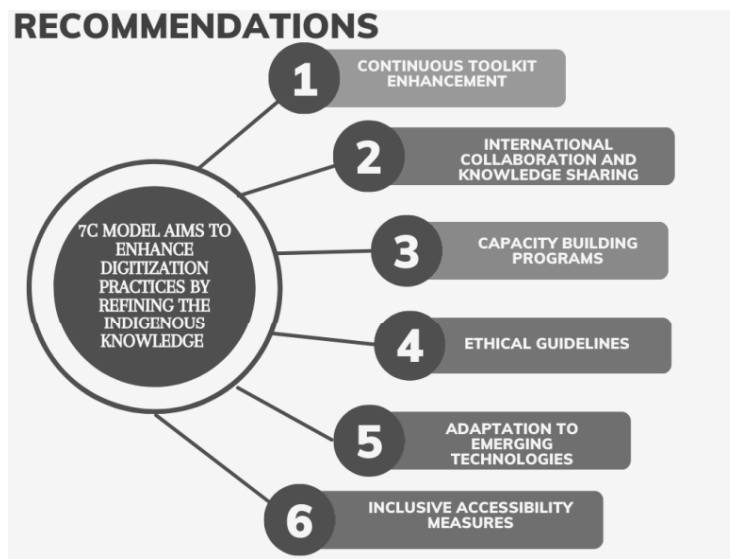 RECOMMENDATIONS
1
CONTINUOUS TOOLKIT
ENHANCEMENT
2
INTERNATIONAL
COLLABORATION AND
KNOWLEDGE SHARING
7C MODEL AIMS TO
ENHANCE
DIGITIZATION
PRACTICES BY
REFINING THE
INDIGENOUS
KNOWLEDGE
3
CAPACITY BUILDING
PROGRAMS
4
ETHICAL GUIDELINES
5
ADAPTATION TO
EMERGING
TECHNOLOGIES
6
INCLUSIVE ACCESSIBILITY
MEASURES